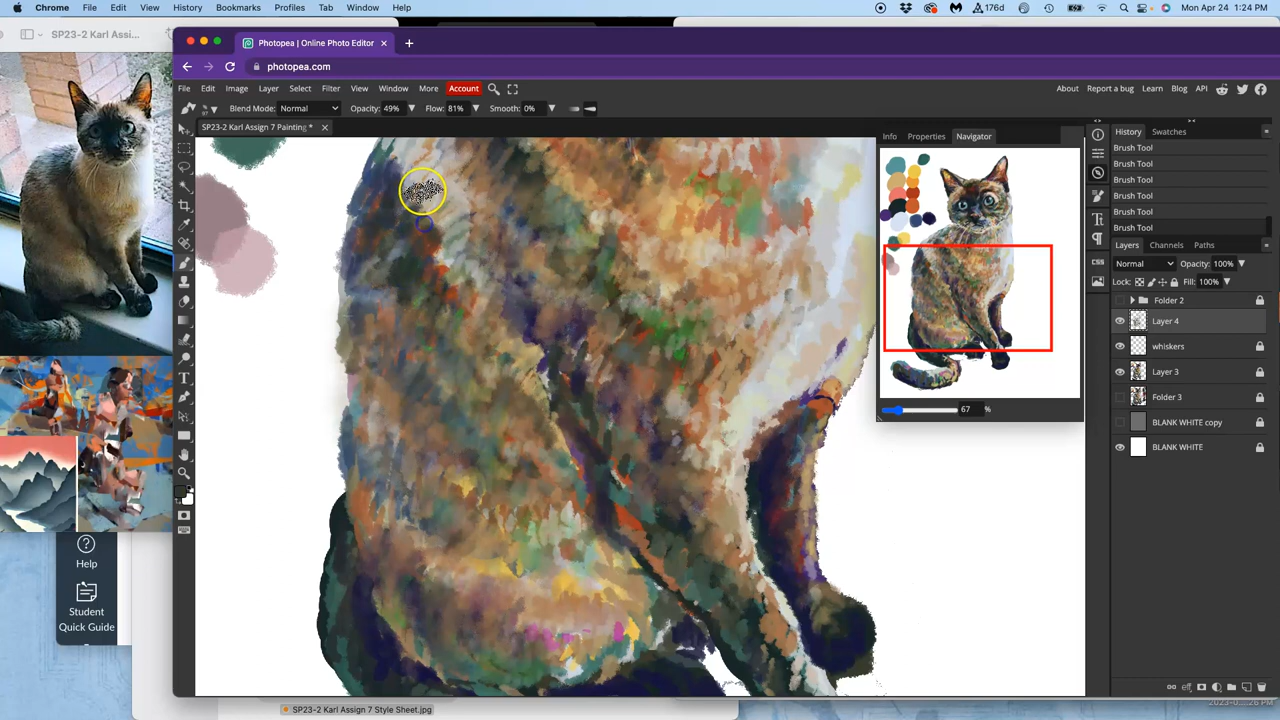 Chrome File Edit View History Bookmarks Profiles Tab Window Help 176d Mon Apr 24 1:24 PM
SP23-2 Karl Assi...
Photopea | Online Photo Editor
photopea.com
File Edit Image Layer Select Filter View Window More Account About Report a bug Learn Blog API
Blend Mode: Normal Opacity: 49% Flow: 81% Smooth: 0%
SP23-2 Karl Assign 7 Painting *
Info Properties Navigator
67 %
History Swatches
Brush Tool
Brush Tool
Brush Tool
Brush Tool
Brush Tool
Brush Tool
Layers Channels Paths
Normal Opacity: 100%
Lock: Fill: 100%
Folder 2
Layer 4
whiskers
Layer 3
Folder 3
BLANK WHITE copy
BLANK WHITE
CSS
Help
Student
Quick Guide
SP23-2 Karl Assign 7 Style Sheet.jpg